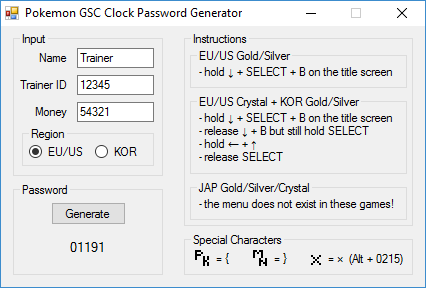 Pokemon GSC Clock Password Generator
Input
Name Trainer
Trainer ID 12345
Money 54321
Region
EU/US KOR
Password
Generate
01191
Instructions
EU/US Gold/Silver
- hold ↓ + SELECT + B on the title screen
EU/US Crystal + KOR Gold/Silver
- hold ↓ + SELECT + B on the title screen
- release ↓ + B but still hold SELECT
- hold ← + ↑
- release SELECT
JAP Gold/Silver/Crystal
- the menu does not exist in these games!
Special Characters
PK = { MN = } × = × (Alt + 0215)